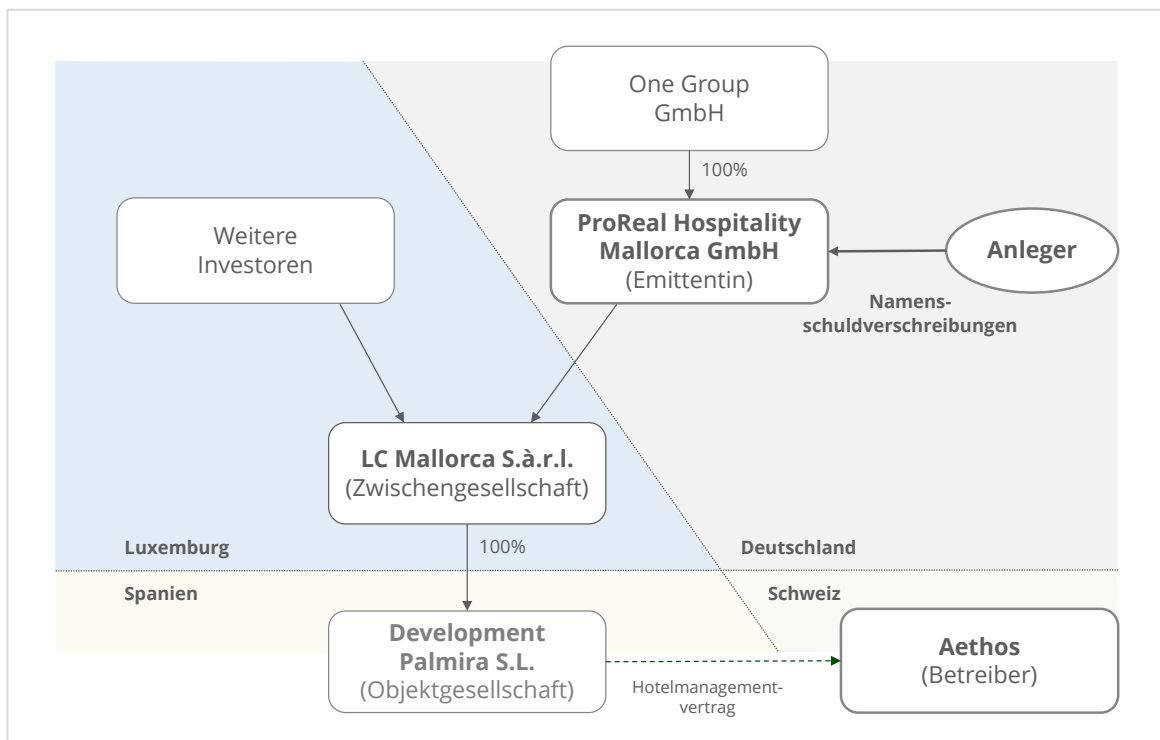 One Group
GmbH
100%
Weitere
Investoren
ProReal Hospitality
Mallorca GmbH
(Emittentin)
Anleger
Namens-
schuldverschreibungen
LC Mallorca S.à.r.l.
(Zwischengesellschaft)
100%
Luxemburg
Deutschland
Spanien
Schweiz
Development
Palmira S.L.
(Objektgesellschaft)
Hotelmanagement-
vertrag
Aethos
(Betreiber)